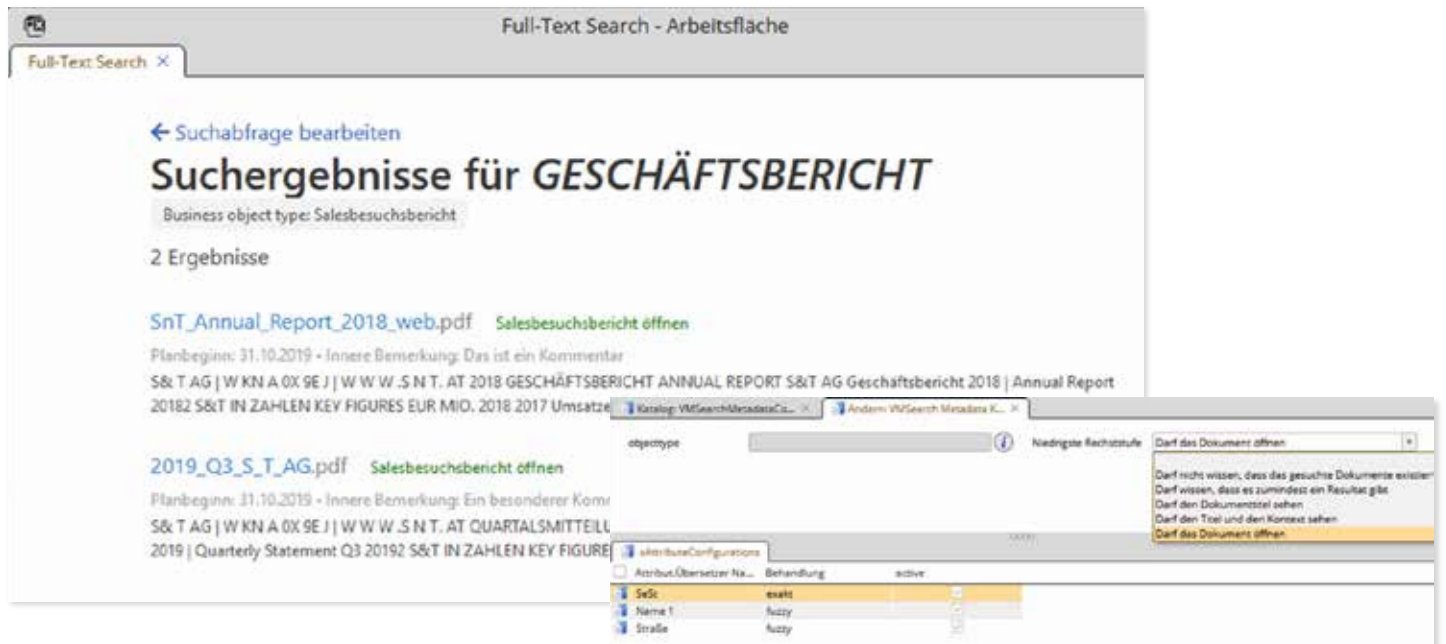 Full-Text Search - Arbeitsfläche
Full-Text Search ×
← Suchabfrage bearbeiten
Suchergebnisse für GESCHÄFTSBERICHT
Business object type: Salesbesuchsbericht
2 Ergebnisse
SnT_Annual_Report_2018_web.pdf Salesbesuchsbericht öffnen
Planbeginn: 31.10.2019 • Innere Bemerkung: Das ist ein Kommentar
S& T AG | W KN A 0X 9E J | W W W .S N T. AT 2018 GESCHÄFTSBERICHT ANNUAL REPORT S&T AG Geschäftsbericht 2018 | Annual Report
20182 S&T IN ZAHLEN KEY FIGURES EUR MIO. 2018 2017 Umsatze
2019_Q3_S_T_AG.pdf Salesbesuchsbericht öffnen
Planbeginn: 31.10.2019 • Innere Bemerkung: Ein besonderer Kom
S& T AG | W KN A 0X 9E J | W W W .S N T. AT QUARTALSMITTEILU
2019 | Quarterly Statement Q3 20192 S&T IN ZAHLEN KEY FIGURE
Katalog: VMSearchMetadataCo... × Ändern: VMSearch Metadata K... ×
objecttype
Niedrigste Rechtsstufe Darf das Dokument öffnen
Darf nicht wissen, dass das gesuchte Dokumente existier
Darf wissen, dass es zumindest ein Resultat gibt
Darf den Dokumenttitel sehen
Darf den Titel und den Kontext sehen
Darf das Dokument öffnen
xAttributeConfigurations
Attribut.Übersetzer Na... Behandlung active
exakt
Name 1 fuzzy
Straße fuzzy